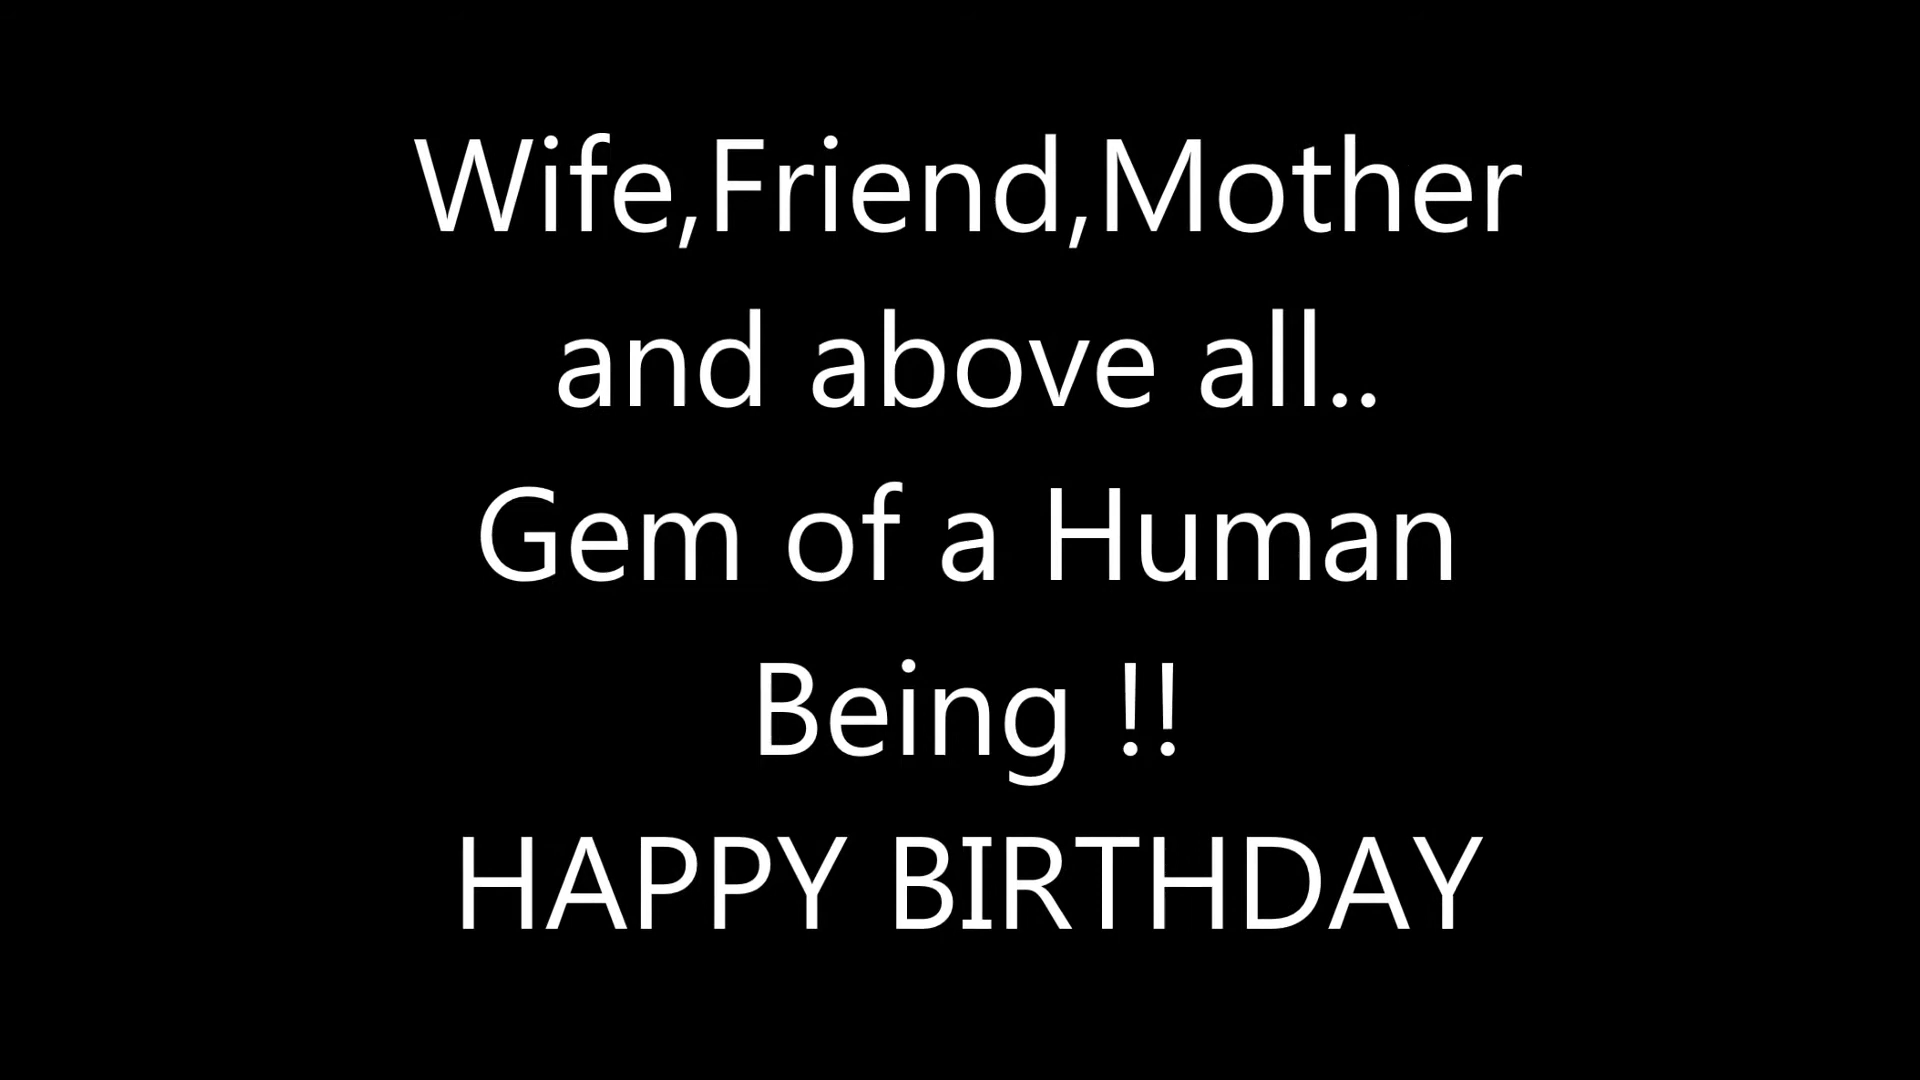 Wife,Friend,Mother
and above all..
Gem of a Human
Being !!
HAPPY BIRTHDAY